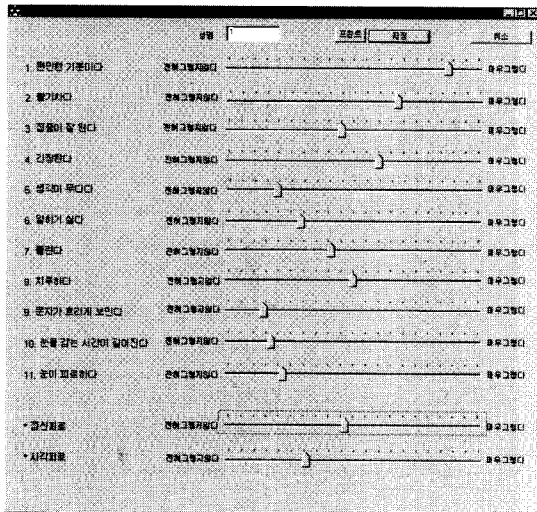 성명 1 프린트 저장 취소
1. 편안한 기분이다 전혀그렇지않다 매우그렇다
2. 활기차다 전혀그렇지않다 매우그렇다
3. 집중이 잘 된다 전혀그렇지않다 매우그렇다
4. 긴장된다 전혀그렇지않다 매우그렇다
5. 생각이 무디다 전혀그렇지않다 매우그렇다
6. 일하기 싫다 전혀그렇지않다 매우그렇다
7. 졸린다 전혀그렇지않다 매우그렇다
8. 지루하다 전혀그렇지않다 매우그렇다
9. 문자가 흐리게 보인다 전혀그렇지않다 매우그렇다
10. 눈을 감는 시간이 길어진다 전혀그렇지않다 매우그렇다
11. 눈이 피로하다 전혀그렇지않다 매우그렇다
* 정신피로 전혀그렇지않다 매우그렇다
* 시각피로 전혀그렇지않다 매우그렇다